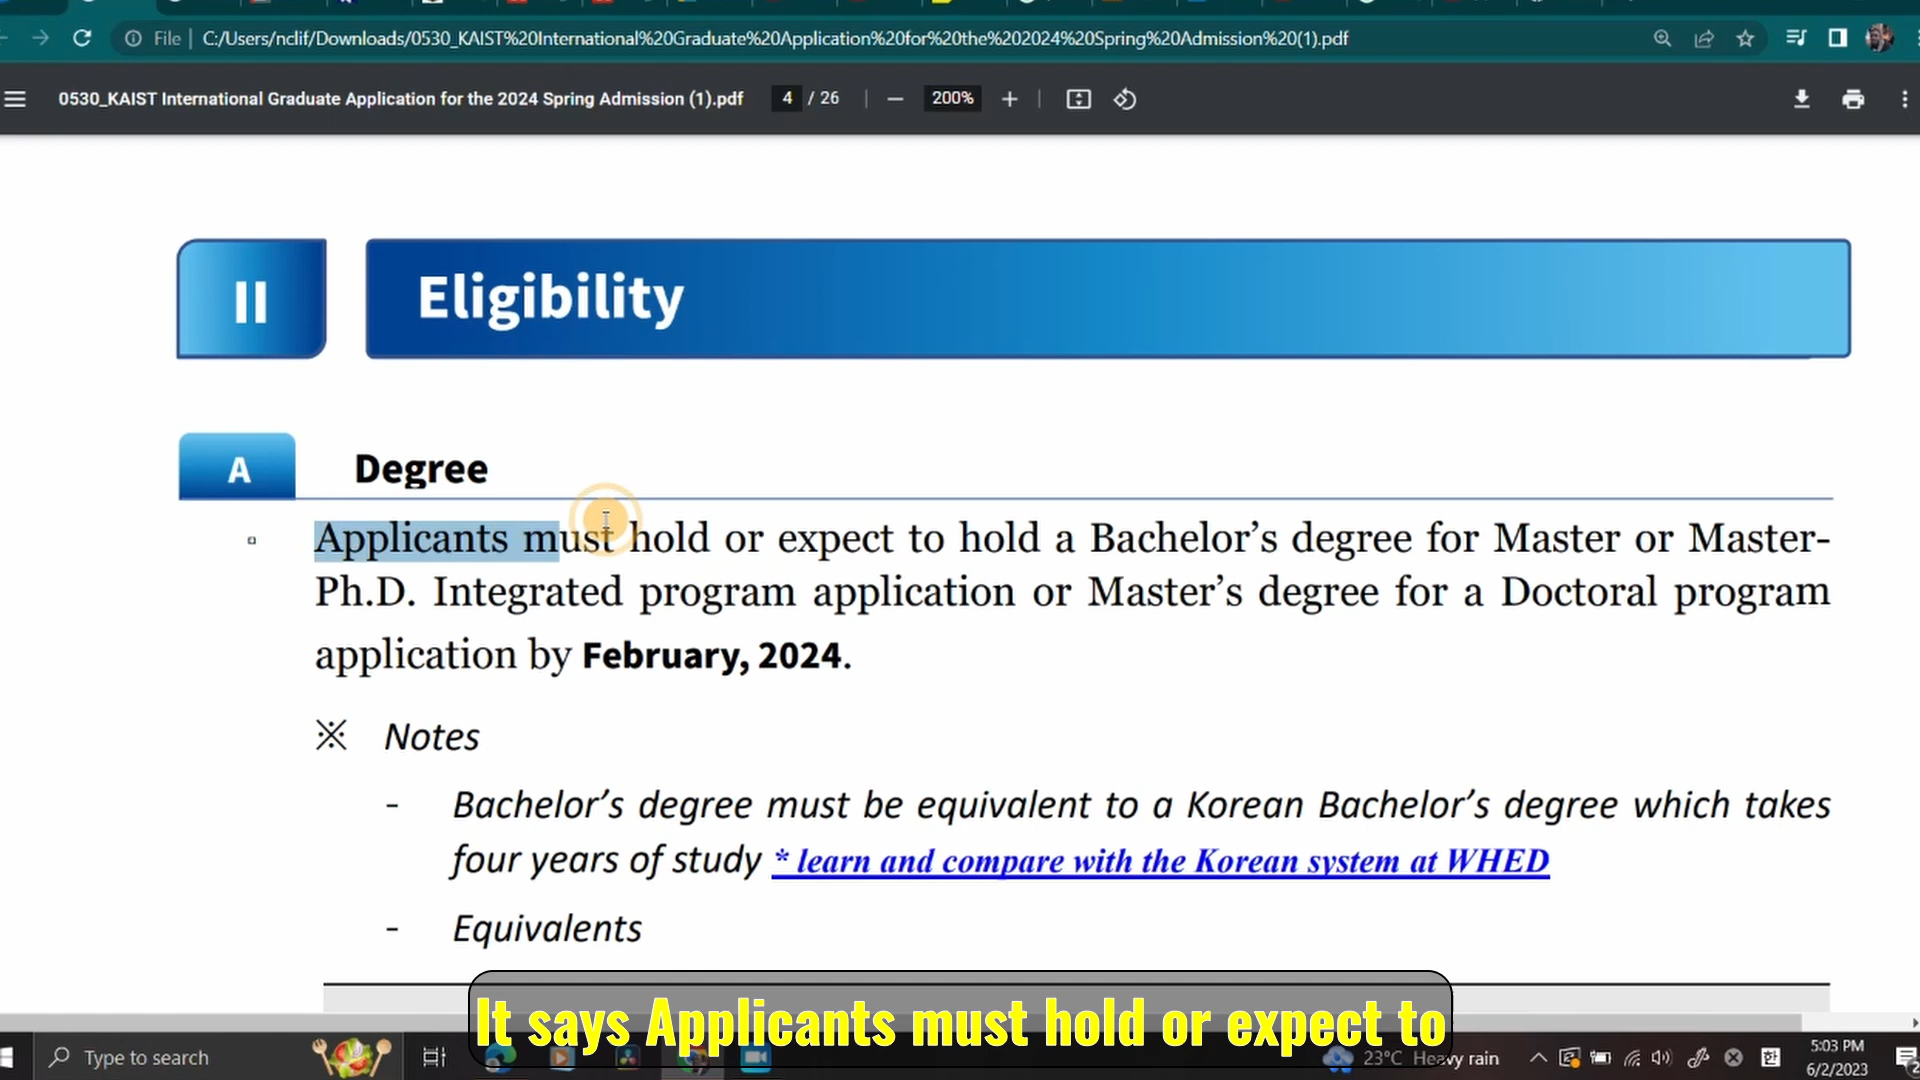 File
C:/Users/nclif/Downloads/0530_KAIST%20International%20Graduate%20Application%20for%20the%202024%20Spring%20Admission%20(1).pdf
0530_KAIST International Graduate Application for the 2024 Spring Admission (1).pdf
4 / 26
200%
II
Eligibility
A
Degree
Applicants must hold or expect to hold a Bachelor’s degree for Master or Master-
Ph.D. Integrated program application or Master’s degree for a Doctoral program
application by February, 2024.
※ Notes
- Bachelor’s degree must be equivalent to a Korean Bachelor’s degree which takes
four years of study * learn and compare with the Korean system at WHED
- Equivalents
It says Applicants must hold or expect to
Type to search
23°C Heavy rain
한
5:03 PM
6/2/2023
2